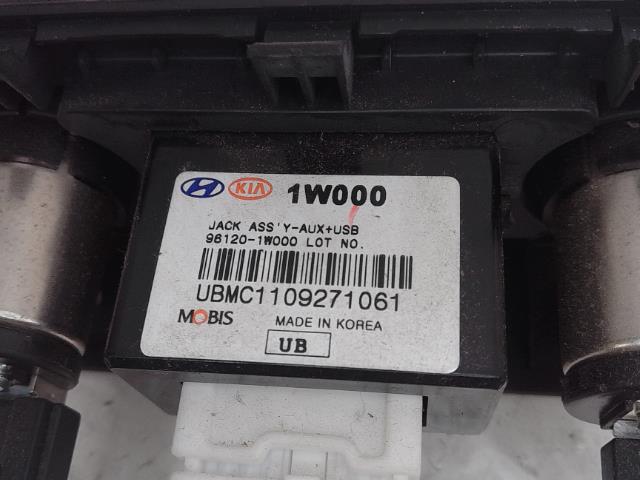 KIA 1W000
JACK ASS'Y-AUX+USB
96120-1W000 LOT NO.
UBMC1109271061
MOBIS MADE IN KOREA
UB